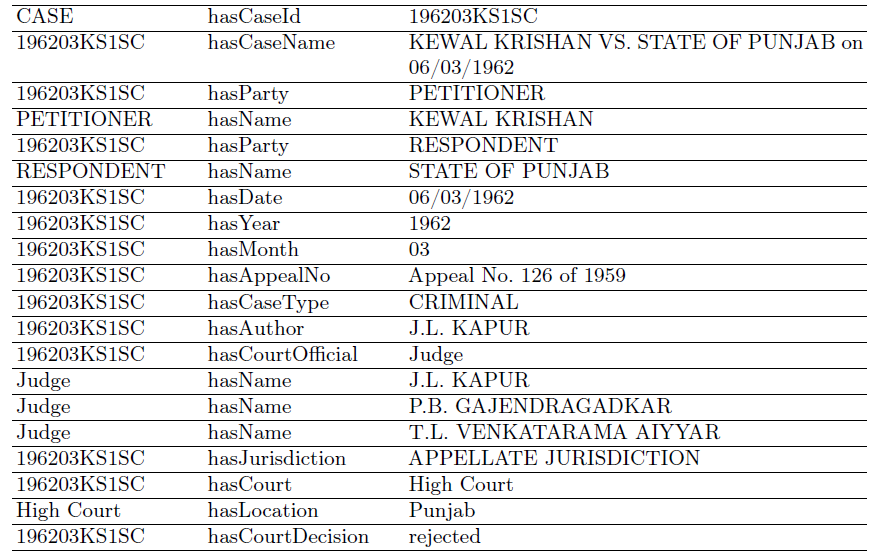 CASE hasCaseId 196203KS1SC
196203KS1SC hasCaseName KEWAL KRISHAN VS. STATE OF PUNJAB on
06/03/1962
196203KS1SC hasParty PETITIONER
PETITIONER hasName KEWAL KRISHAN
196203KS1SC hasParty RESPONDENT
RESPONDENT hasName STATE OF PUNJAB
196203KS1SC hasDate 06/03/1962
196203KS1SC hasYear 1962
196203KS1SC hasMonth 03
196203KS1SC hasAppealNo Appeal No. 126 of 1959
196203KS1SC hasCaseType CRIMINAL
196203KS1SC hasAuthor J.L. KAPUR
196203KS1SC hasCourtOfficial Judge
Judge hasName J.L. KAPUR
Judge hasName P.B. GAJENDRAGADKAR
Judge hasName T.L. VENKATARAMA AIYYAR
196203KS1SC hasJurisdiction APPELLATE JURISDICTION
196203KS1SC hasCourt High Court
High Court hasLocation Punjab
196203KS1SC hasCourtDecision rejected